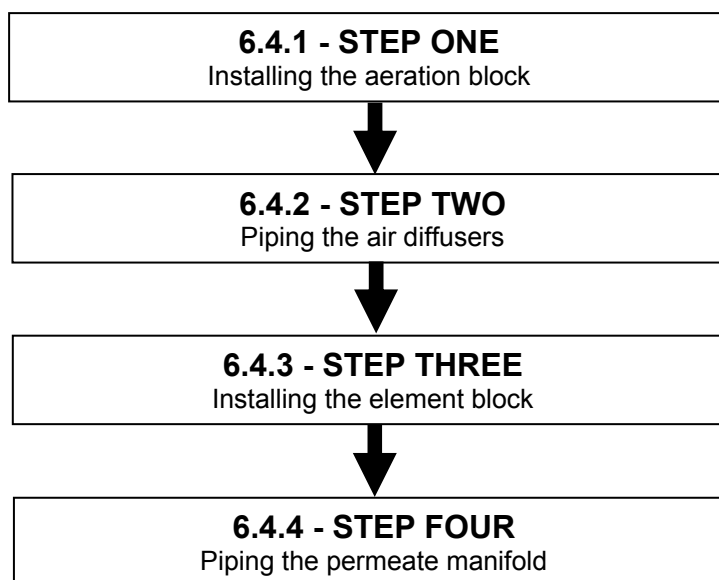 6.4.1 - STEP ONE
Installing the aeration block
6.4.2 - STEP TWO
Piping the air diffusers
6.4.3 - STEP THREE
Installing the element block
6.4.4 - STEP FOUR
Piping the permeate manifold